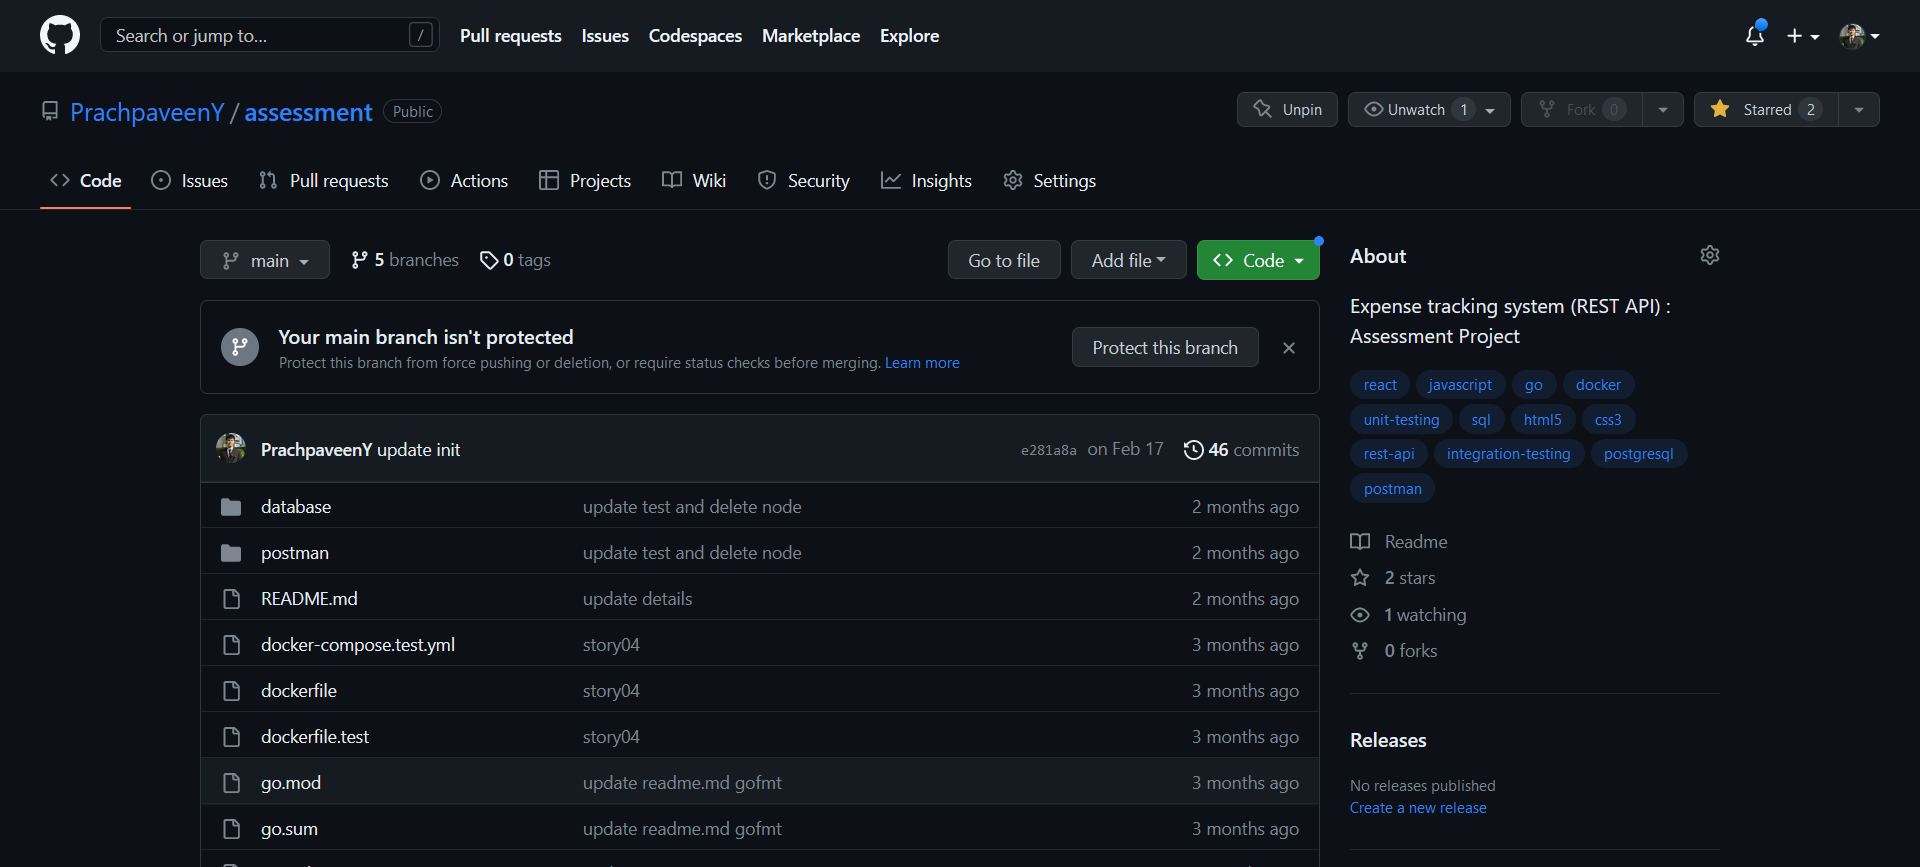 Search or jump to... / Pull requests Issues Codespaces Marketplace Explore
PrachpaveenY / assessment Public Unpin Unwatch 1 Fork 0 Starred 2
Code Issues Pull requests Actions Projects Wiki Security Insights Settings
main 5 branches 0 tags Go to file Add file Code
Your main branch isn't protected
Protect this branch from force pushing or deletion, or require status checks before merging. Learn more
Protect this branch
PrachpaveenY update init e281a8a on Feb 17 46 commits
database update test and delete node 2 months ago
postman update test and delete node 2 months ago
README.md update details 2 months ago
docker-compose.test.yml story04 3 months ago
dockerfile story04 3 months ago
dockerfile.test story04 3 months ago
go.mod update readme.md gofmt 3 months ago
go.sum update readme.md gofmt 3 months ago
About
Expense tracking system (REST API) :
Assessment Project
react javascript go docker
unit-testing sql html5 css3
rest-api integration-testing postgresql
postman
Readme
2 stars
1 watching
0 forks
Releases
No releases published
Create a new release